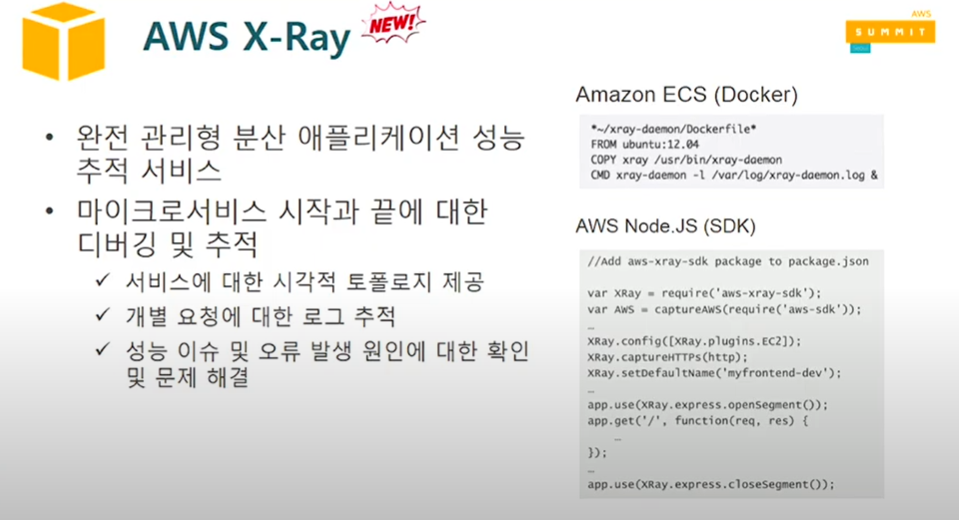 AWS X-Ray
NEW!
AWS
SUMMIT
• 완전 관리형 분산 애플리케이션 성능
추적 서비스
• 마이크로서비스 시작과 끝에 대한
디버깅 및 추적
✓ 서비스에 대한 시각적 토폴로지 제공
✓ 개별 요청에 대한 로그 추적
✓ 성능 이슈 및 오류 발생 원인에 대한 확인
및 문제 해결
Amazon ECS (Docker)
*~/xray-daemon/Dockerfile*
FROM ubuntu:12.04
COPY xray /usr/bin/xray-daemon
CMD xray-daemon -l /var/log/xray-daemon.log &
AWS Node.JS (SDK)
//Add aws-xray-sdk package to package.json
var XRay = require('aws-xray-sdk');
var AWS = captureAWS(require('aws-sdk'));
…
XRay.config([XRay.plugins.EC2]);
XRay.captureHTTPs(http);
XRay.setDefaultName('myfrontend-dev');
…
app.use(XRay.express.openSegment());
app.get('/', function(req, res) {
…
});
…
app.use(XRay.express.closeSegment());